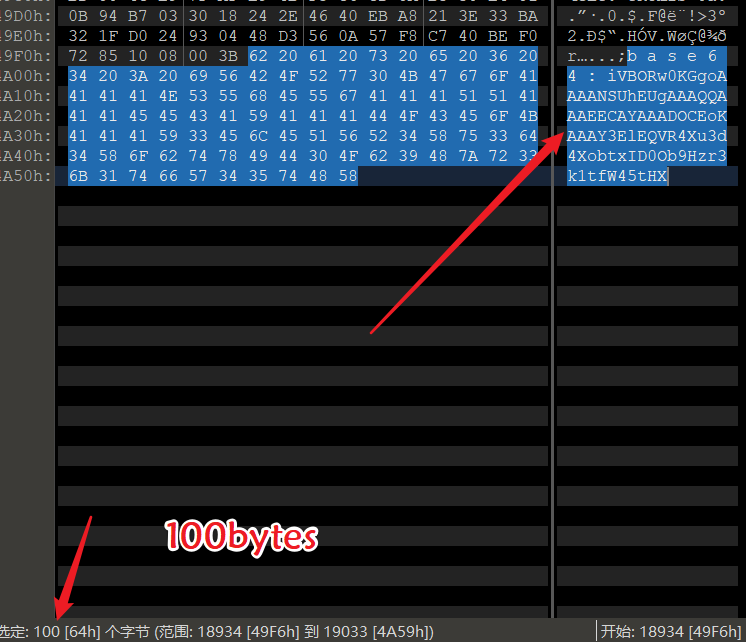 49D0h: 0B 94 B7 03 30 18 24 2E 46 40 EB A8 21 3E 33 BA .”·.0.$.F@ë¨!>3º
49E0h: 32 1F D0 24 93 04 48 D3 56 0A 57 F8 C7 40 BE F0 2.Ð$“.HÓV.WøÇ@¾ð
49F0h: 72 85 10 08 00 3B 62 20 61 20 73 20 65 20 36 20 r…...;b a s e 6
4A00h: 34 20 3A 20 69 56 42 4F 52 77 30 4B 47 67 6F 41 4 : iVBORw0KGgoA
4A10h: 41 41 41 4E 53 55 68 45 55 67 41 41 41 51 51 41 AAANSUhEUgAAAQQA
4A20h: 41 41 45 45 43 41 59 41 41 41 44 4F 43 45 6F 4B AAEECAYAAADOCEoK
4A30h: 41 41 41 59 33 45 6C 45 51 56 52 34 58 75 33 64 AAAY3ElEQVR4Xu3d
4A40h: 34 58 6F 62 74 78 49 44 30 4F 62 39 48 7A 72 33 4XobtxID0Ob9Hzr3
4A50h: 6B 31 74 66 57 34 35 74 48 58 k1tfW45tHX
100bytes
选定: 100 [64h] 个字节 (范围: 18934 [49F6h] 到 19033 [4A59h]) 开始: 18934 [49F6h]